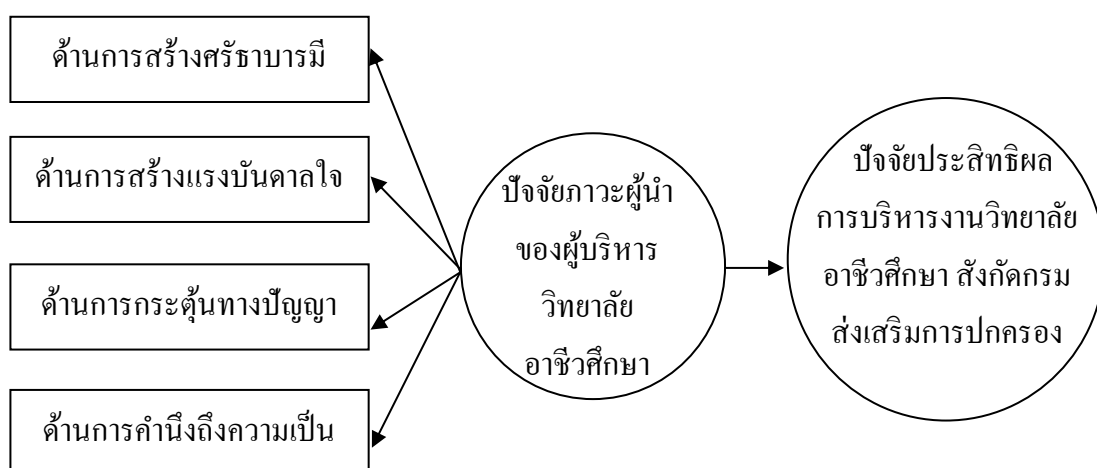 ด้านการสร้างศรัธาบารมี
ด้านการสร้างแรงบันดาลใจ
ด้านการกระตุ้นทางปัญญา
ด้านการคำนึงถึงความเป็น
ปัจจัยภาวะผู้นำ
ของผู้บริหาร
วิทยาลัย
อาชีวศึกษา
ปัจจัยประสิทธิผล
การบริหารงานวิทยาลัย
อาชีวศึกษา สังกัดกรม
ส่งเสริมการปกครอง